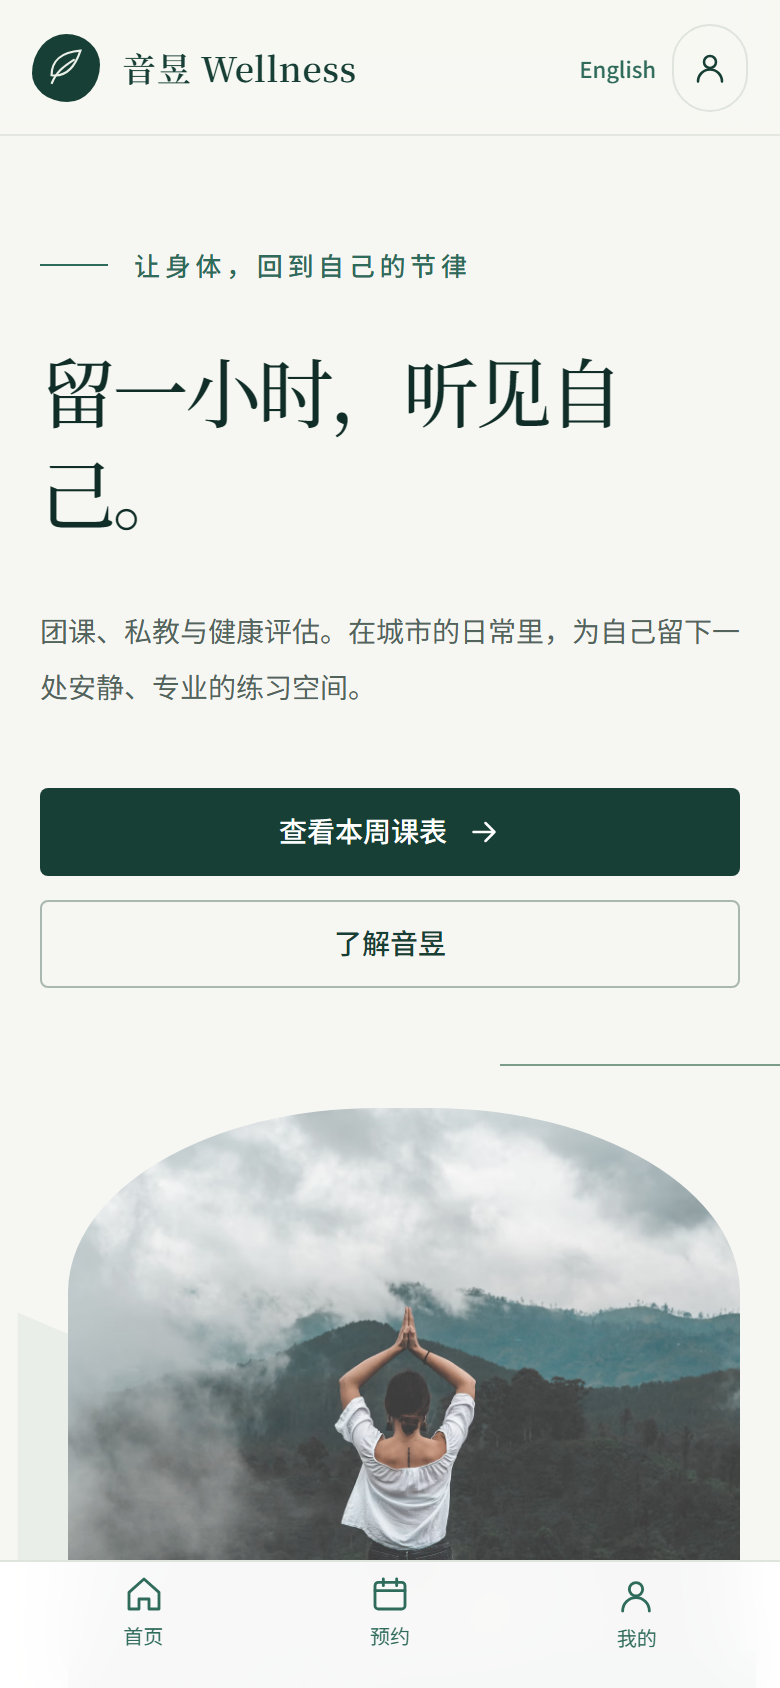 音昱 Wellness
English
让身体，回到自己的节律
留一小时，听见自
己。
团课、私教与健康评估。在城市的日常里，为自己留下一
处安静、专业的练习空间。
查看本周课表 →
了解音昱
首页
预约
我的